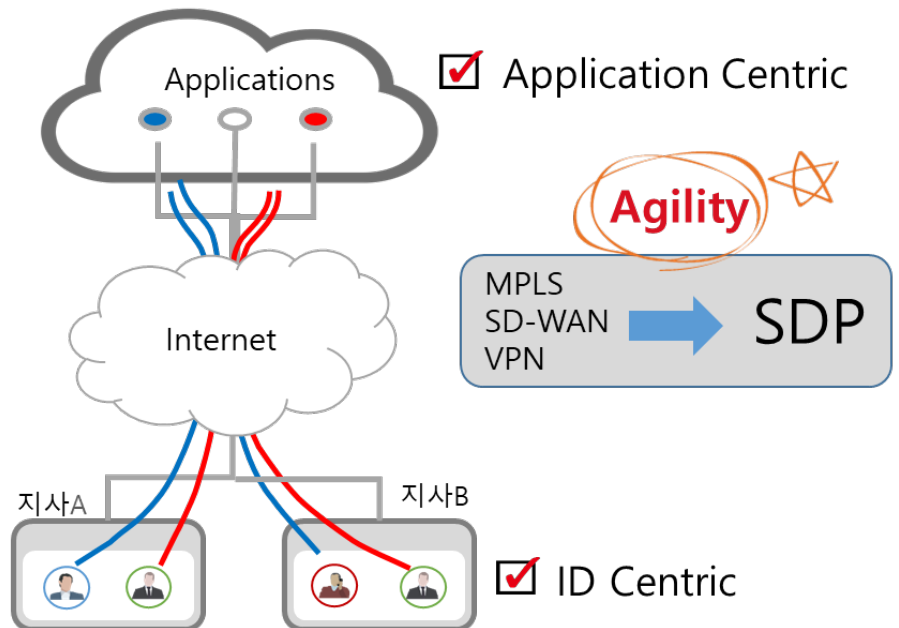 Applications
Application Centric
Agility
MPLS
SD-WAN
VPN
SDP
Internet
지사A
지사B
ID Centric